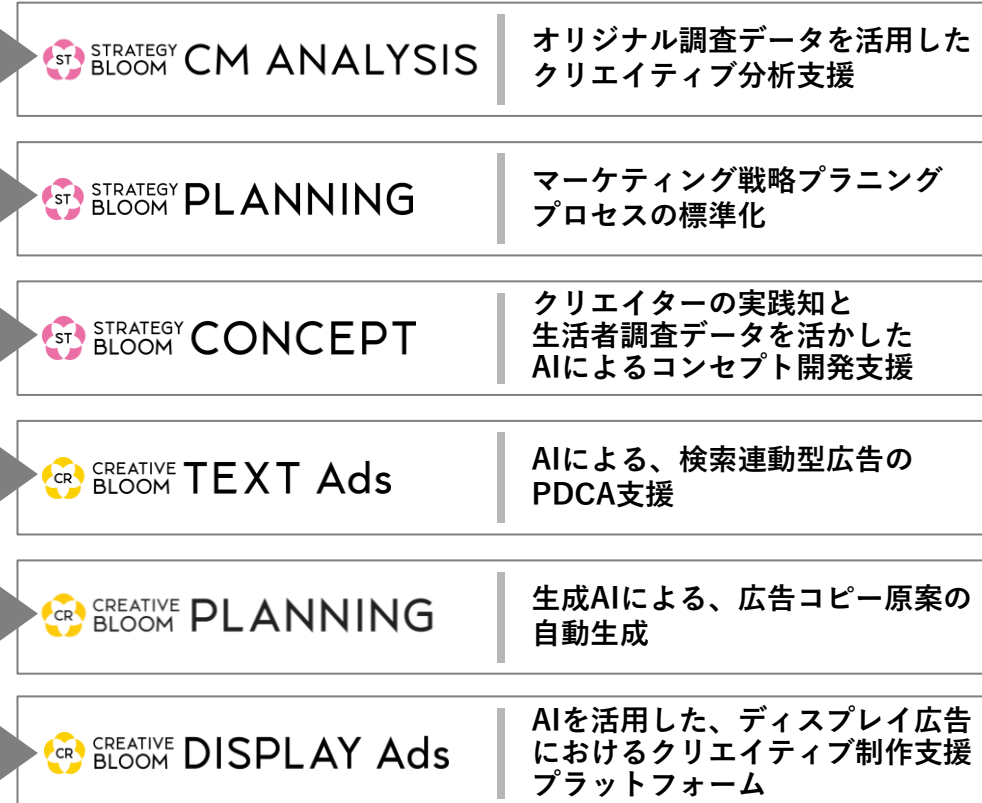 ST STRATEGY BLOOM CM ANALYSIS
オリジナル調査データを活用した
クリエイティブ分析支援
ST STRATEGY BLOOM PLANNING
マーケティング戦略プラニング
プロセスの標準化
ST STRATEGY BLOOM CONCEPT
クリエイターの実践知と
生活者調査データを活かした
AIによるコンセプト開発支援
CR CREATIVE BLOOM TEXT Ads
AIによる、検索連動型広告の
PDCA支援
CR CREATIVE BLOOM PLANNING
生成AIによる、広告コピー原案の
自動生成
CR CREATIVE BLOOM DISPLAY Ads
AIを活用した、ディスプレイ広告
におけるクリエイティブ制作支援
プラットフォーム